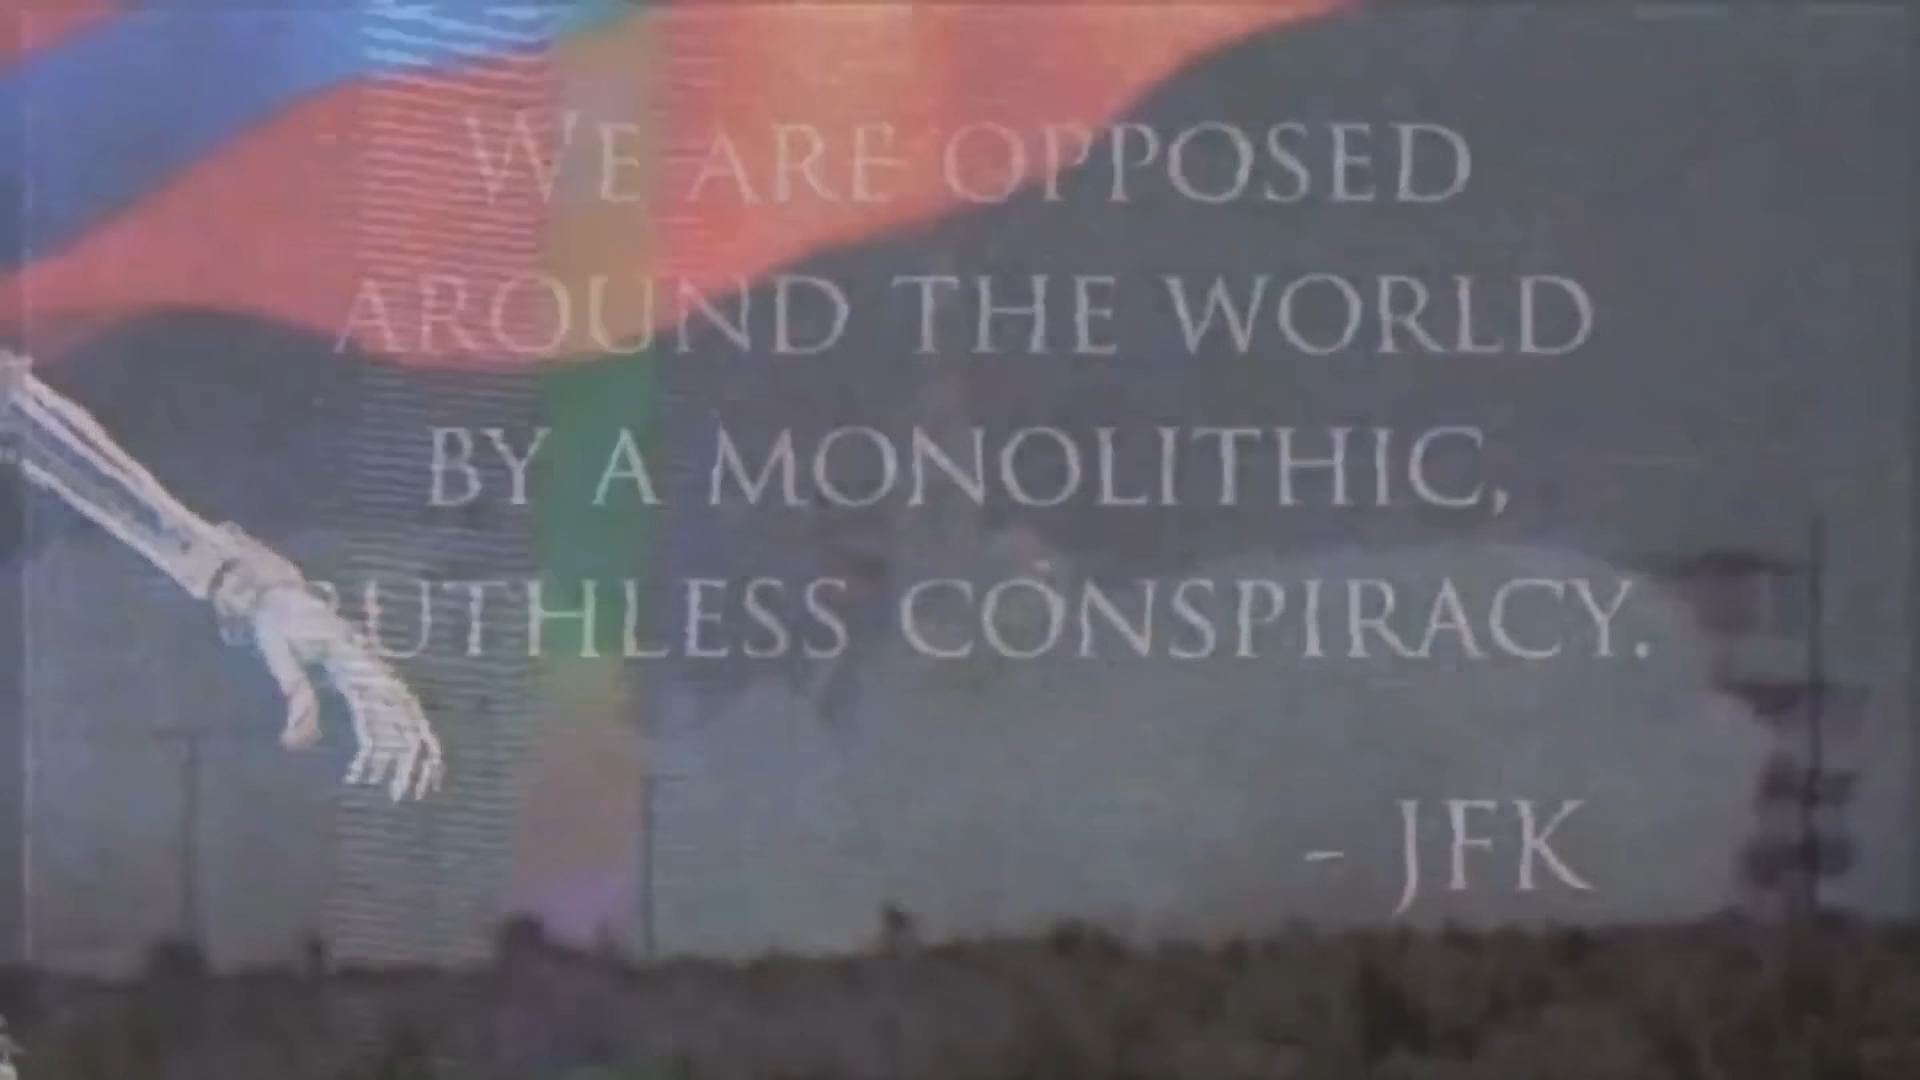 WE ARE OPPOSED
AROUND THE WORLD
BY A MONOLITHIC,
RUTHLESS CONSPIRACY.
- JFK